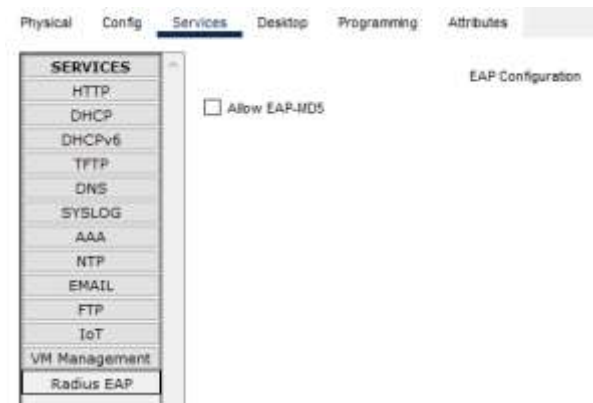 Physical Config Services Desktop Programming Attributes
SERVICES
HTTP
DHCP
DHCPv6
TFTP
DNS
SYSLOG
AAA
NTP
EMAIL
FTP
IoT
VM Management
Radius EAP
EAP Configuration
Allow EAP-MD5